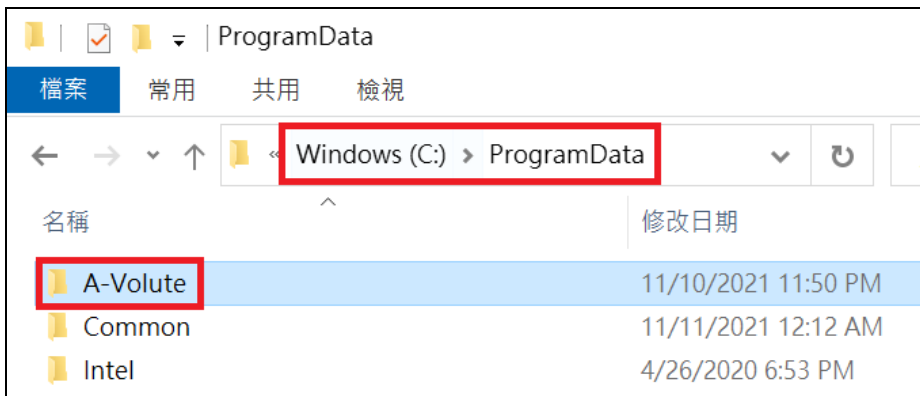 ProgramData
檔案 常用 共用 檢視
Windows (C:) > ProgramData
名稱 修改日期
A-Volute 11/10/2021 11:50 PM
Common 11/11/2021 12:12 AM
Intel 4/26/2020 6:53 PM